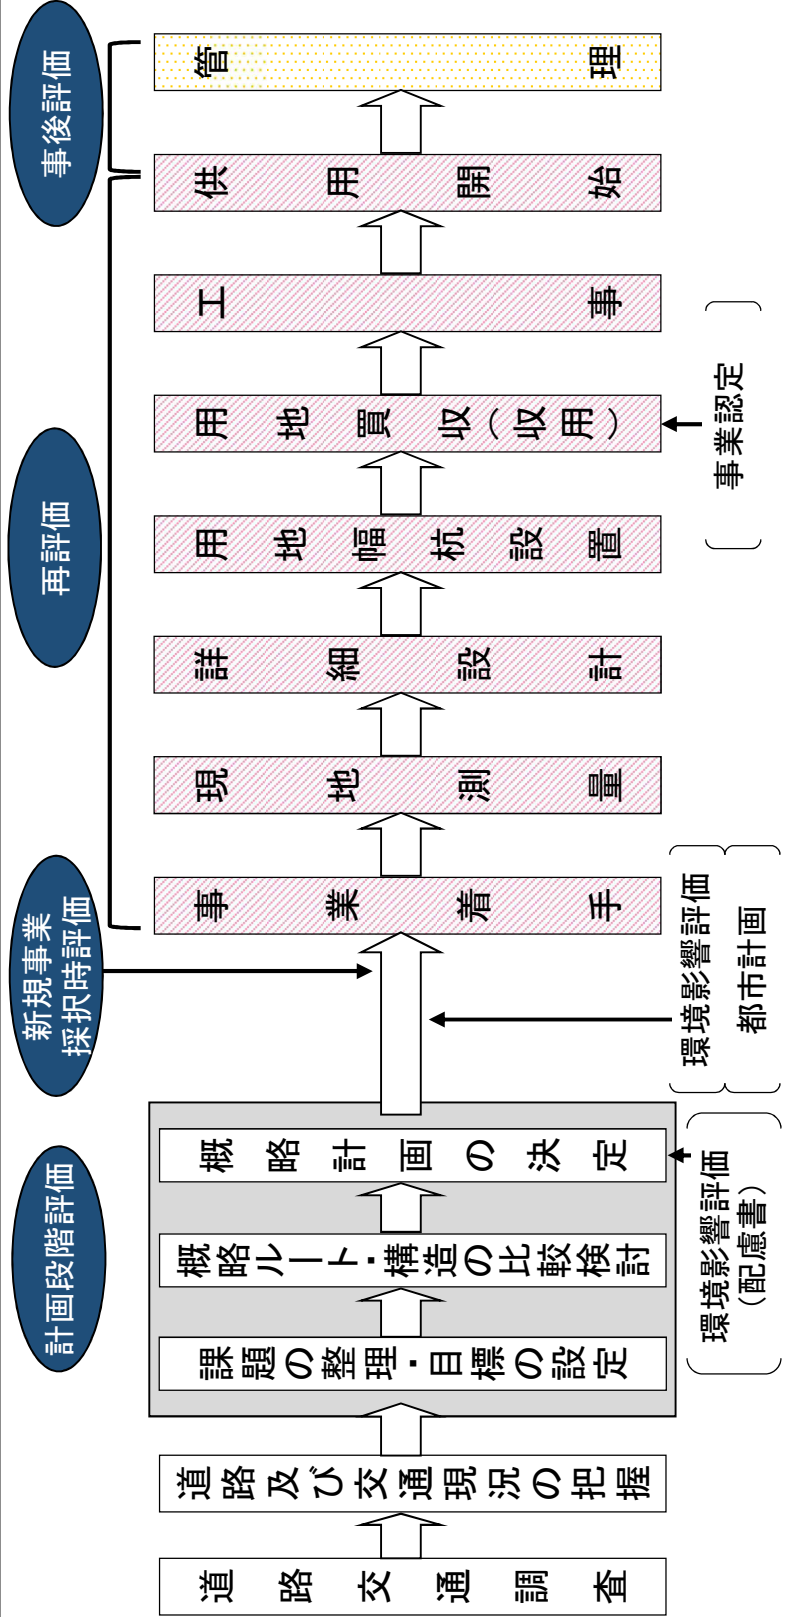 計画段階評価
新規事業
採択時評価
再評価
事後評価
道路交通調査
道路及び交通現況の把握
課題の整理・目標の設定
概略ルート・構造の比較検討
概略計画の決定
事業着手
現地測量
詳細設計
用地幅杭設置
用地買収（収用）
工事
供用開始
管理
環境影響評価
（配慮書）
環境影響評価
都市計画
事業認定